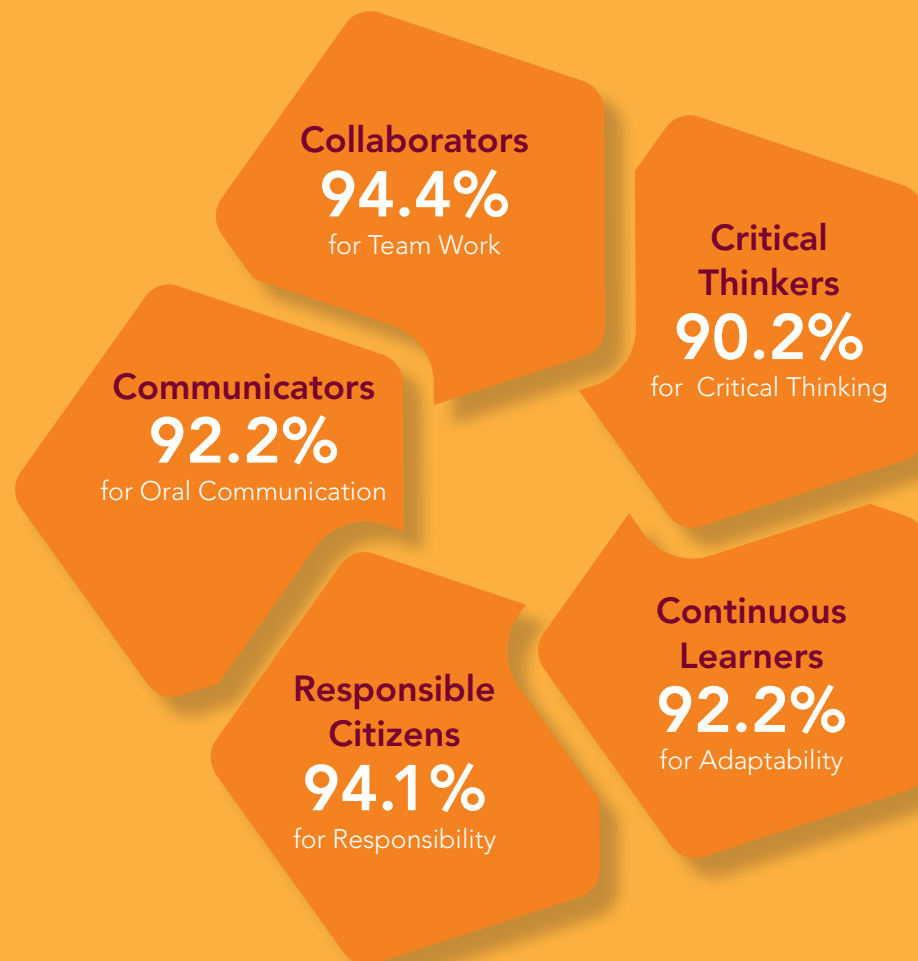 Collaborators
94.4%
for Team Work
Critical
Thinkers
90.2%
for Critical Thinking
Communicators
92.2%
for Oral Communication
Continuous
Learners
92.2%
for Adaptability
Responsible
Citizens
94.1%
for Responsibility